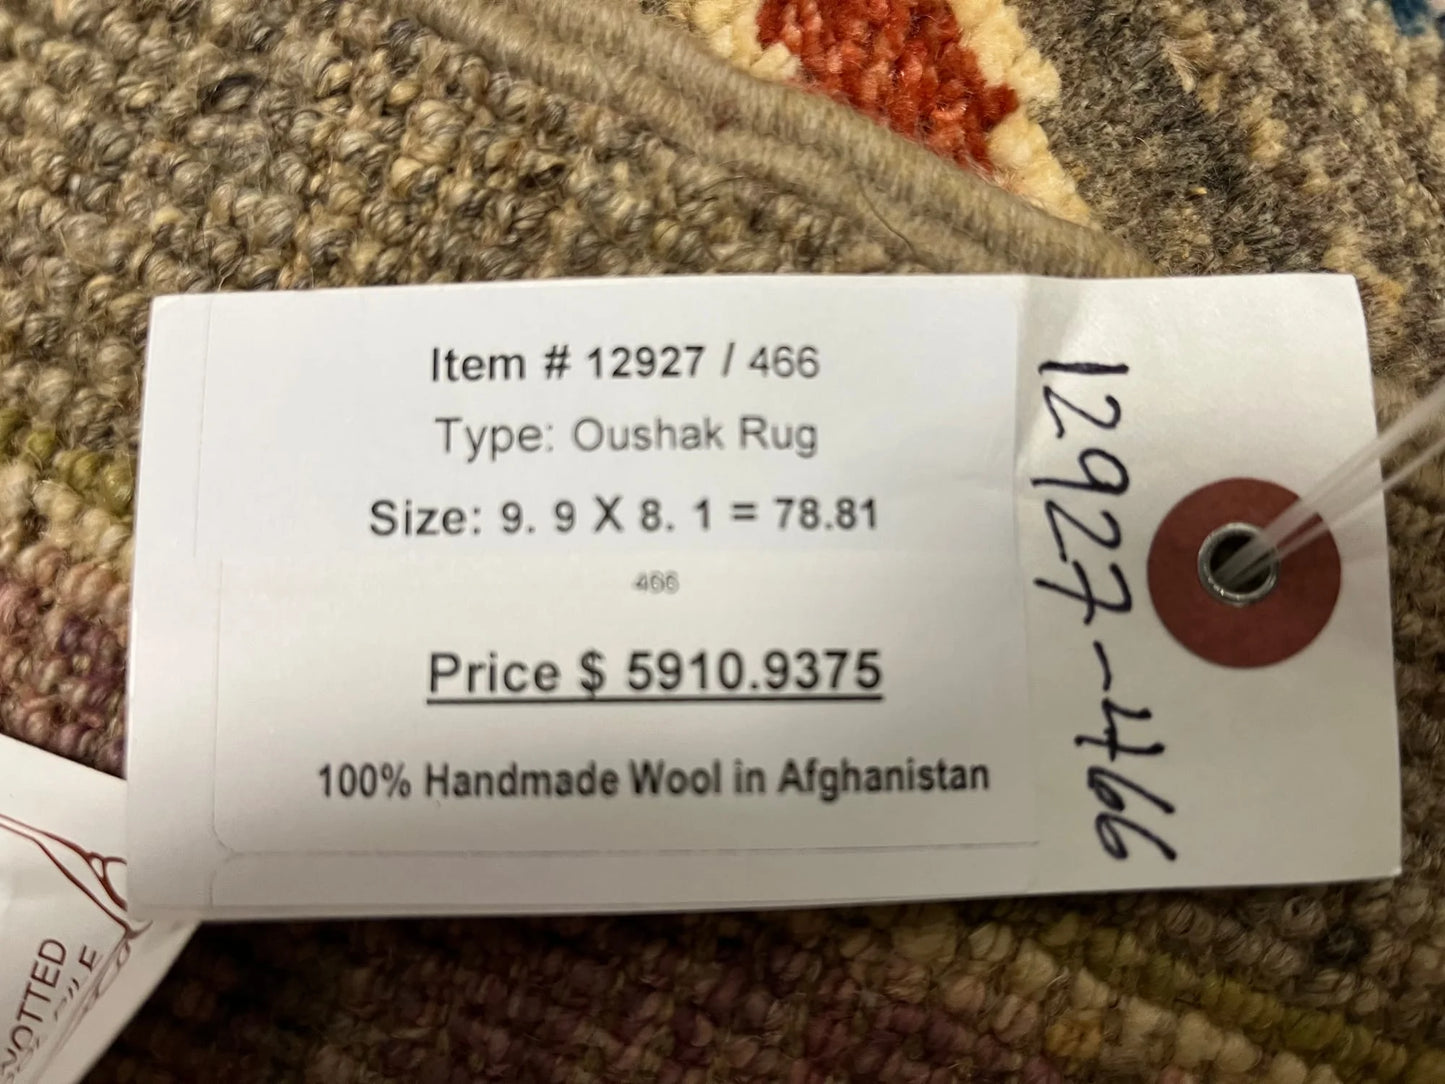 Item # 12927 / 466
Type: Oushak Rug
Size: 9. 9 X 8. 1 = 78.81
466
Price $ 5910.9375
100% Handmade Wool in Afghanistan
12927-466
NOTTED
PILE